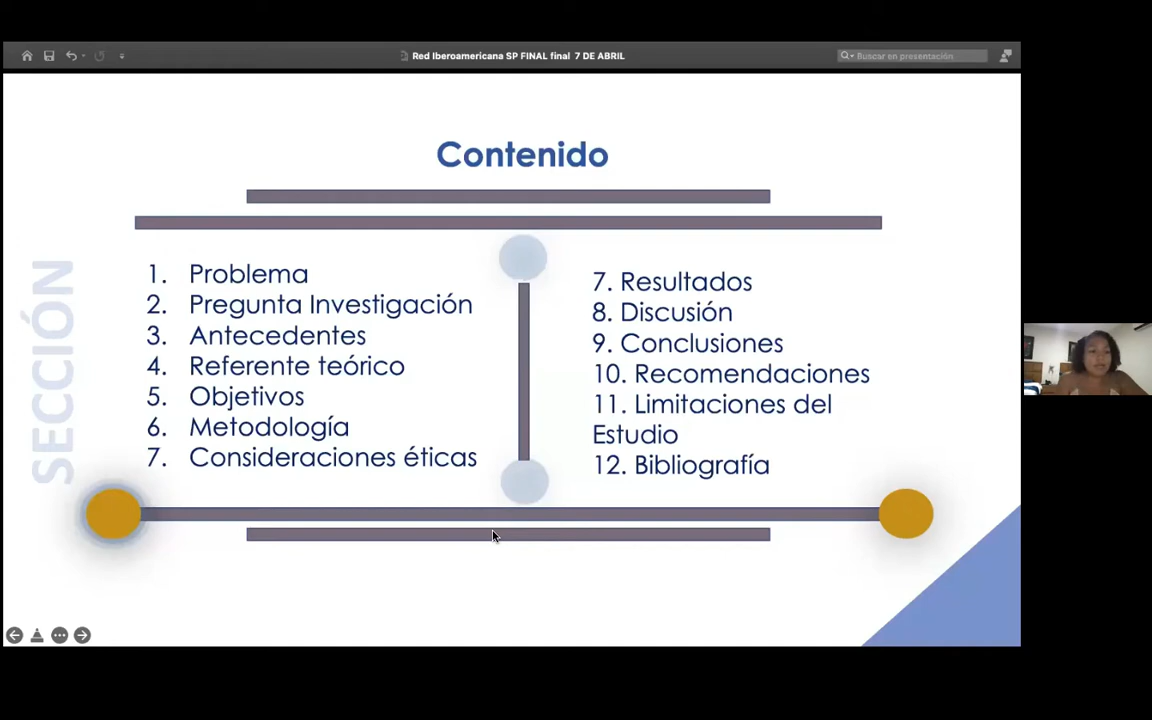 Red Iberoamericana SP FINAL final 7 DE ABRIL
Buscar en presentación
Contenido
SECCIÓN
1. Problema
2. Pregunta Investigación
3. Antecedentes
4. Referente teórico
5. Objetivos
6. Metodología
7. Consideraciones éticas
7. Resultados
8. Discusión
9. Conclusiones
10. Recomendaciones
11. Limitaciones del
Estudio
12. Bibliografía